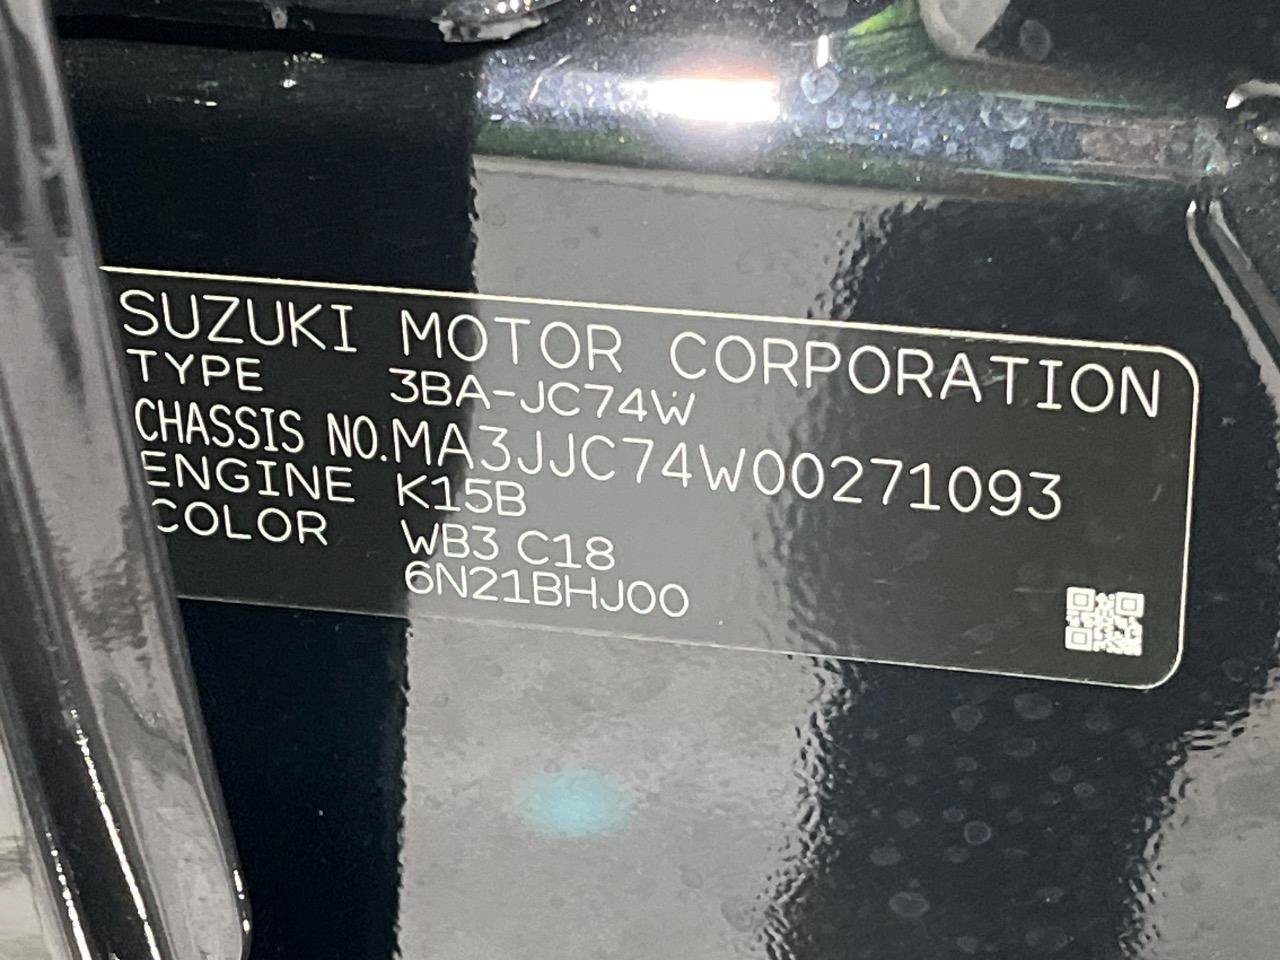 SUZUKI MOTOR CORPORATION
TYPE 3BA-JC74W
CHASSIS NO.MA3JJC74W00271093
ENGINE K15B
COLOR WB3 C18
6N21BHJ00